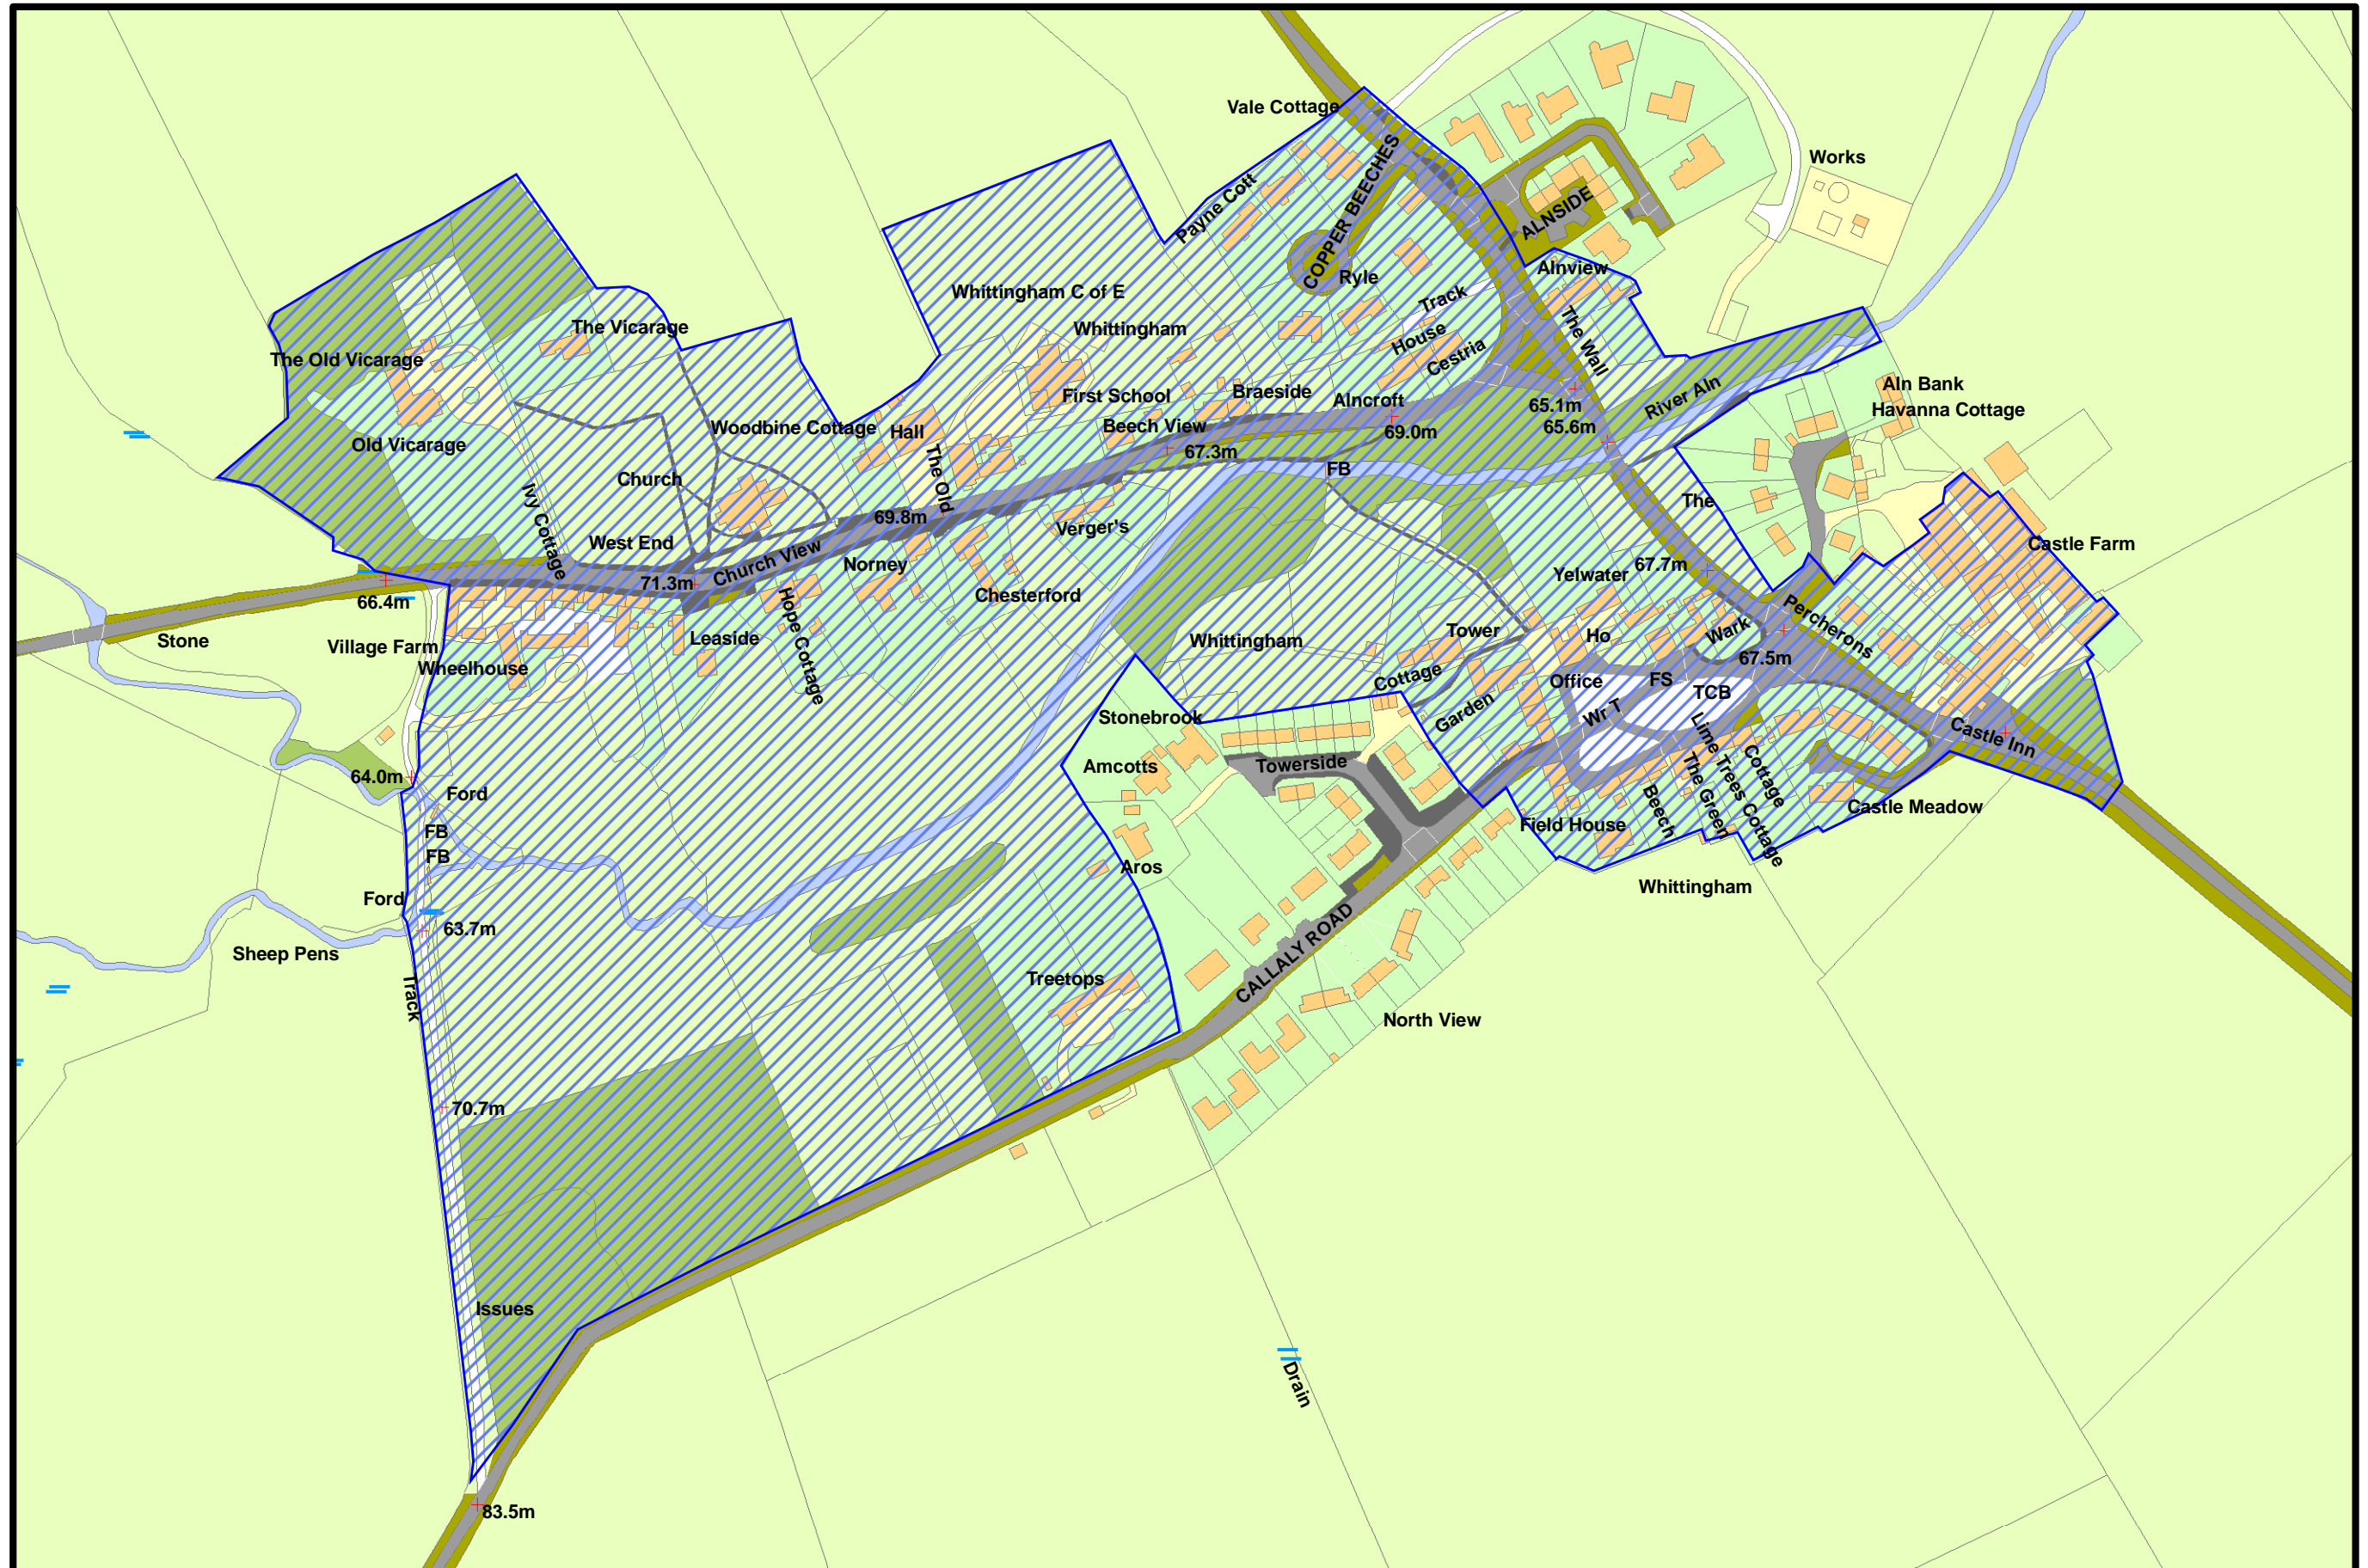 Vale Cottage
COPPER BEECHES
Works
Payne Cott
ALNSIDE
Alnview
Ryle
Whittingham C of E
Track
The Vicarage
Whittingham
House
The Wall
The Old Vicarage
Cestria
First School
Braeside
Alncroft
River Aln
Aln Bank
Havanna Cottage
65.1m
65.6m
69.0m
Woodbine Cottage
Hall
Beech View
67.3m
Old Vicarage
FB
The Old
Church
Ivy Cottage
The
69.8m
Verger's
West End
Church View
Castle Farm
71.3m
Norney
67.7m
Yelwater
66.4m
Chesterford
Percherons
Stone
Village Farm
Wheelhouse
Leaside
Hope Cottage
Whittingham
Tower
Ho
Wark
67.5m
Cottage
Office
FS
TCB
Garden
Wr T
Stonebrook
Lime Trees Cottage
Castle Inn
64.0m
Amcotts
Towerside
Cottage
The Green
Beech
Ford
Castle Meadow
FB
Field House
FB
Aros
Whittingham
Ford
63.7m
CALLALY ROAD
Sheep Pens
Treetops
Track
North View
70.7m
Issues
Drain
83.5m